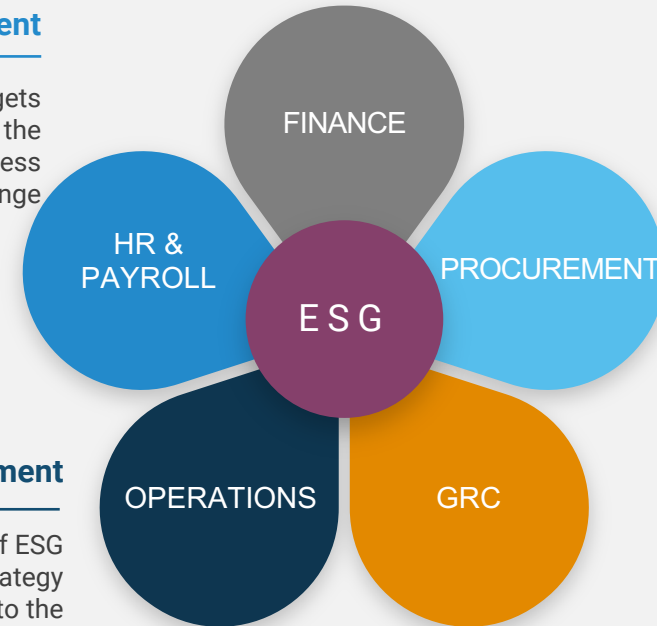 ent
gets
the
ess
nge
FINANCE
HR &
PAYROLL
PROCUREMENT
E S G
OPERATIONS
GRC
ment
f ESG
ategy
to the